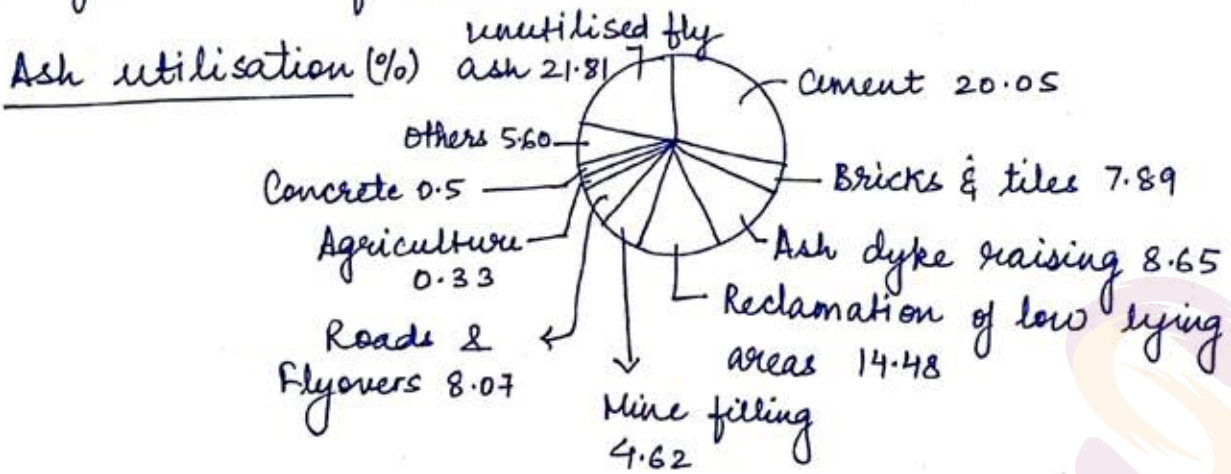 Ash utilisation (%)
unutilised fly
ash 21.81
Cement 20.05
Bricks & tiles 7.89
Ash dyke raising 8.65
Reclamation of low lying
areas 14.48
Mine filling
4.62
Roads &
Flyovers 8.07
Agriculture
0.33
Concrete 0.5
Others 5.60